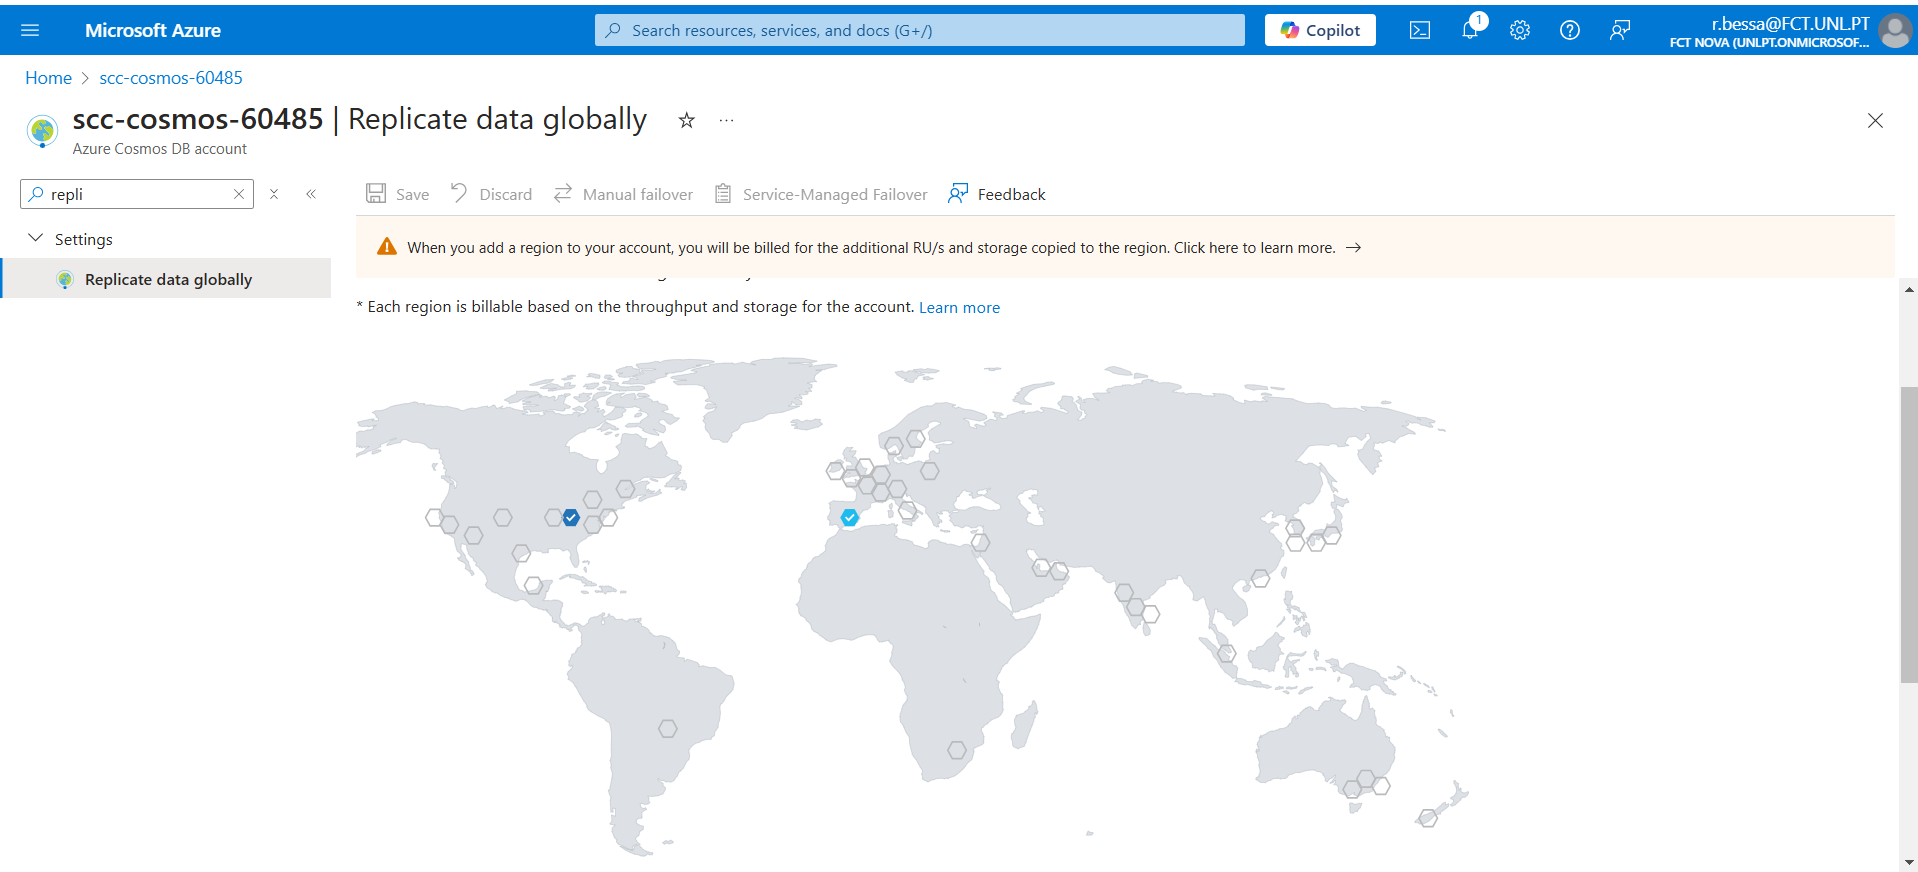 Microsoft Azure
Search resources, services, and docs (G+/)
Copilot
1
r.bessa@FCT.UNL.PT
FCT NOVA (UNLPT.ONMICROSOF...
Home > scc-cosmos-60485
scc-cosmos-60485 | Replicate data globally
Azure Cosmos DB account
repli
Save
Discard
Manual failover
Service-Managed Failover
Feedback
Settings
Replicate data globally
When you add a region to your account, you will be billed for the additional RU/s and storage copied to the region. Click here to learn more. →
* Each region is billable based on the throughput and storage for the account. Learn more